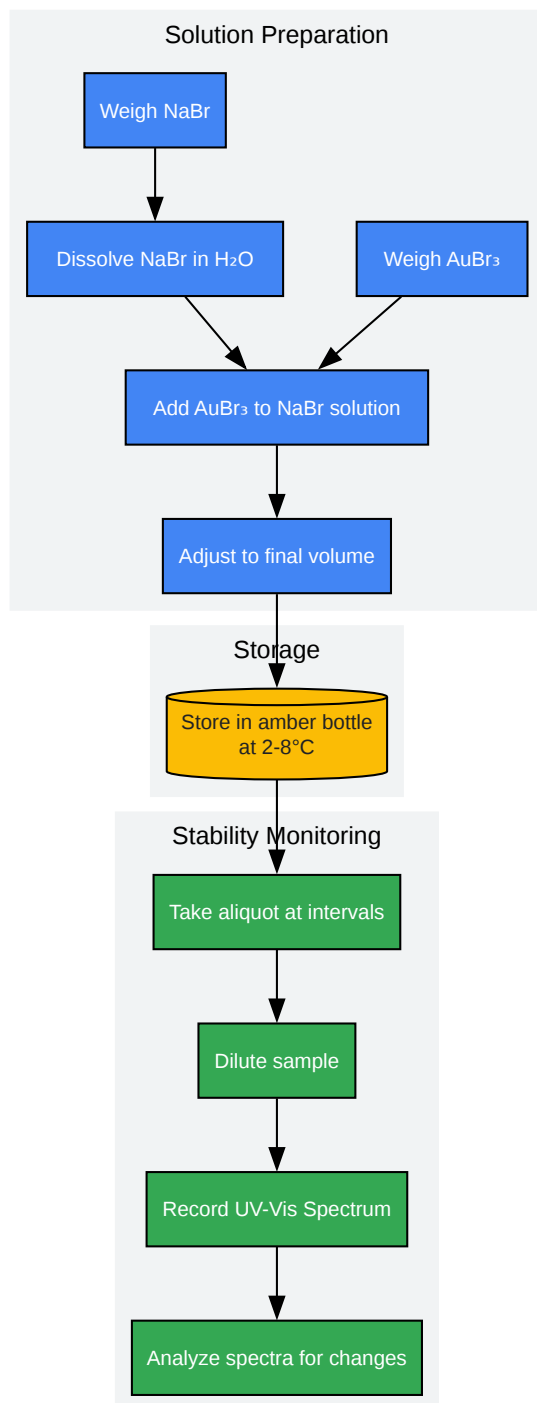 Solution Preparation
Weigh NaBr
Dissolve NaBr in H₂O
Weigh AuBr₃
Add AuBr₃ to NaBr solution
Adjust to final volume
Storage
Store in amber bottle
at 2-8°C
Stability Monitoring
Take aliquot at intervals
Dilute sample
Record UV-Vis Spectrum
Analyze spectra for changes